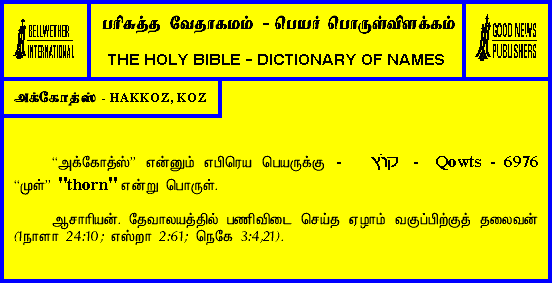 BELLWETHER
INTERNATIONAL
பரிசுத்த வேதாகமம் - பெயர் பொருள்விளக்கம்
THE HOLY BIBLE - DICTIONARY OF NAMES
GOOD NEWS
PUBLISHERS
அக்கோத்ஸ் - HAKKOZ, KOZ
“அக்கோத்ஸ்” என்னும் எபிரெய பெயருக்கு - קוֹץ - Qowts - 6976
“முள்” "thorn" என்று பொருள்.
ஆசாரியன். தேவாலயத்தில் பணிவிடை செய்த ஏழாம் வகுப்பிற்குத் தலைவன்
(1நாளா 24:10; எஸ்றா 2:61; நெகே 3:4,21).